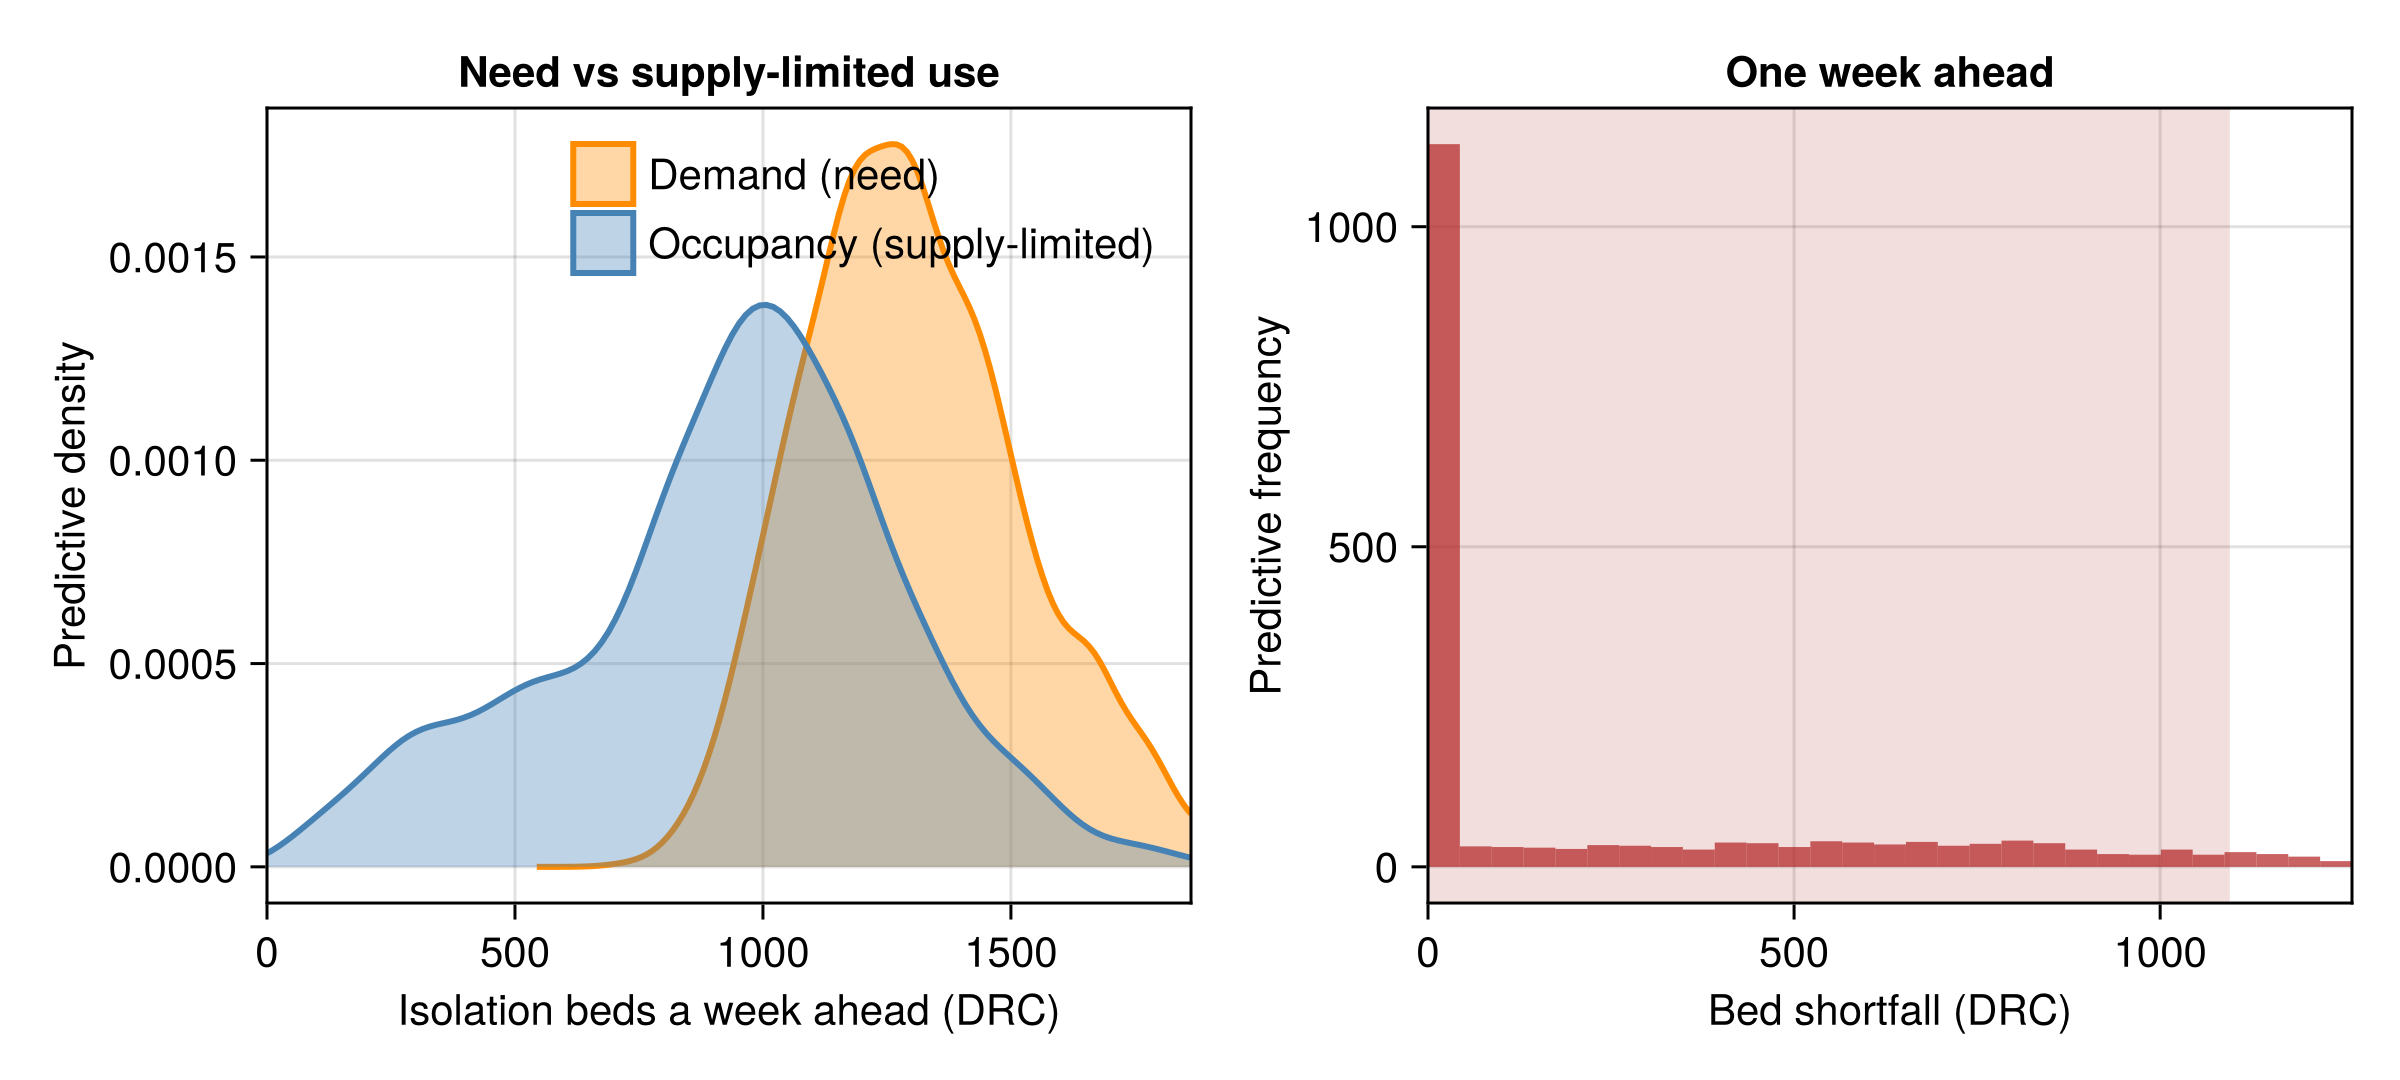 Need vs supply-limited use
Demand (need)
Occupancy (supply-limited)
Predictive density
0.0015
0.0010
0.0005
0.0000
0
500
1000
1500
Isolation beds a week ahead (DRC)
One week ahead
Predictive frequency
1000
500
0
0
500
1000
Bed shortfall (DRC)